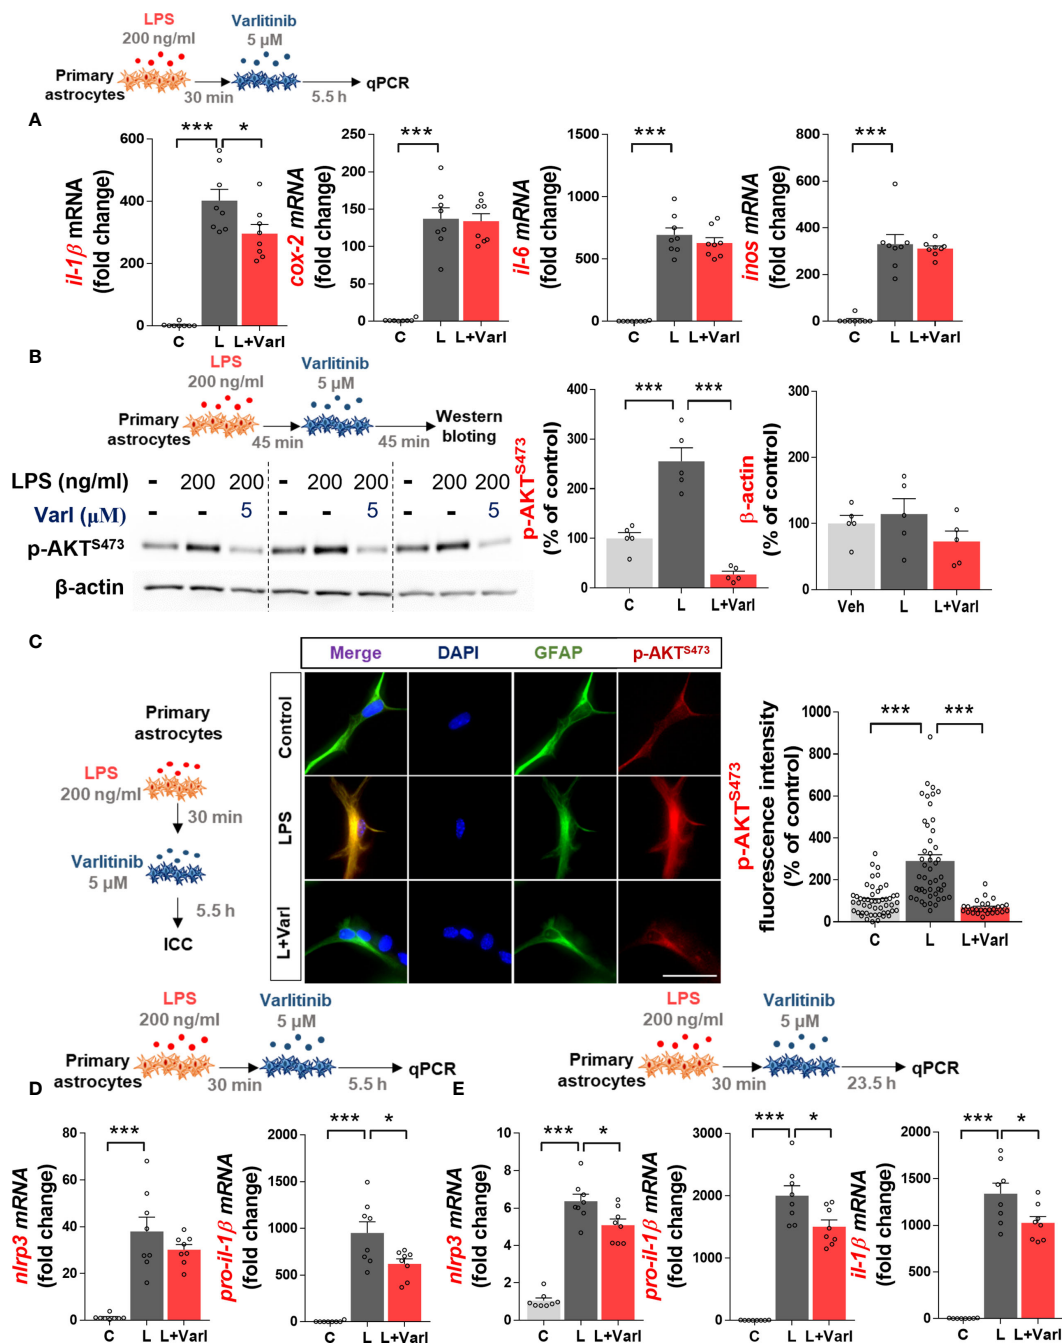 LPS
200 ng/ml
Varlitinib
5 µM
Primary
astrocytes
30 min
5.5 h
qPCR
A
il-1β mRNA
(fold change)
600
400
200
0
***
*
C
L
L+Varl
cox-2 mRNA
(fold change)
250
200
150
100
50
0
***
C
L
L+Varl
il-6 mRNA
(fold change)
1500
1000
500
0
***
C
L
L+Varl
inos mRNA
(fold change)
800
600
400
200
0
***
C
L
L+Varl
B
LPS
200 ng/ml
Varlitinib
5 µM
Primary
astrocytes
45 min
45 min
Western
bloting
LPS (ng/ml) - 200 200 - 200 200 - 200 200
Varl (µM) - - 5 - - 5 - - 5
p-AKTS473
β-actin
p-AKTS473
(% of control)
400
300
200
100
0
***
***
C
L
L+Varl
β-actin
(% of control)
300
200
100
0
Veh
L
L+Varl
C
Primary
astrocytes
LPS
200 ng/ml
30 min
Varlitinib
5 µM
5.5 h
ICC
Merge
DAPI
GFAP
p-AKTS473
Control
LPS
L+Varl
p-AKTS473
fluorescence intensity
(% of control)
1000
800
600
400
200
0
***
***
C
L
L+Varl
LPS
200 ng/ml
Varlitinib
5 µM
Primary
astrocytes
30 min
5.5 h
qPCR
LPS
200 ng/ml
Varlitinib
5 µM
Primary
astrocytes
30 min
23.5 h
qPCR
D
nlrp3 mRNA
(fold change)
80
60
40
20
0
***
C
L
L+Varl
pro-il-1β mRNA
(fold change)
2000
1500
1000
500
0
***
*
C
L
L+Varl
E
nlrp3 mRNA
(fold change)
10
8
6
4
2
0
***
*
C
L
L+Varl
pro-il-1β mRNA
(fold change)
3000
2000
1000
0
***
*
C
L
L+Varl
il-1β mRNA
(fold change)
2000
1500
1000
500
0
***
*
C
L
L+Varl